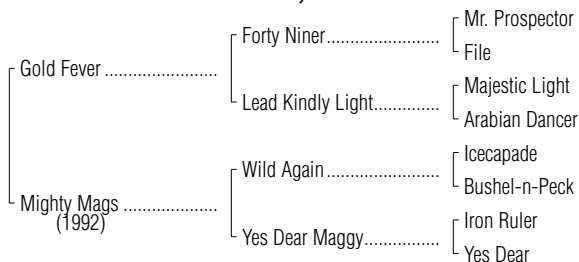 Mr. Prospector
Forty Niner........................
File
Gold Fever ........................
Majestic Light
Lead Kindly Light..............
Arabian Dancer
Icecapade
Wild Again ........................
Bushel-n-Peck
Mighty Mags ....................
(1992)
Iron Ruler
Yes Dear Maggy................
Yes Dear